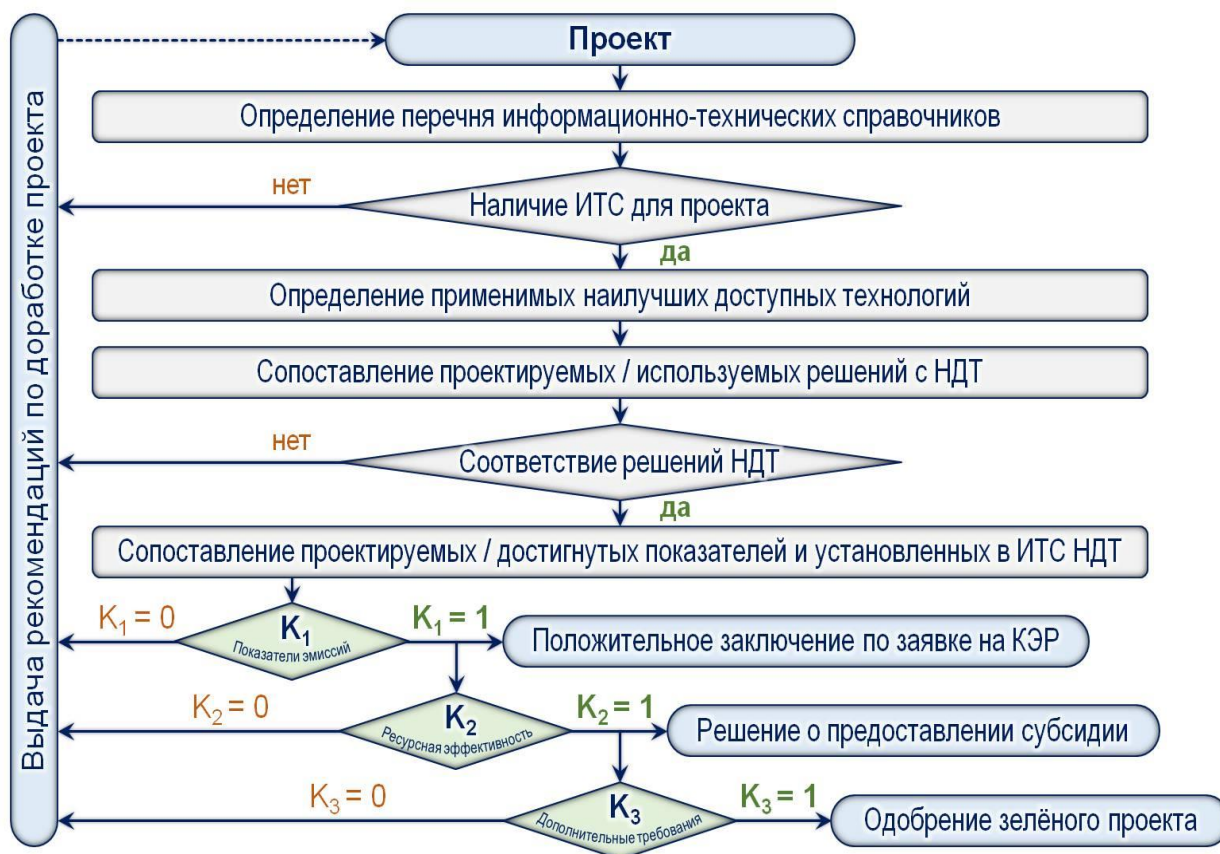 Выдача рекомендаций по доработке проекта
Проект
Определение перечня информационно-технических справочников
нет
Наличие ИТС для проекта
да
Определение применимых наилучших доступных технологий
Сопоставление проектируемых / используемых решений с НДТ
нет
Соответствие решений НДТ
да
Сопоставление проектируемых / достигнутых показателей и установленных в ИТС НДТ
K₁ = 0
K₁
Показатели эмиссий
K₁ = 1
Положительное заключение по заявке на КЭР
K₂ = 0
K₂
Ресурсная эффективность
K₂ = 1
Решение о предоставлении субсидии
K₃ = 0
K₃
Дополнительные требования
K₃ = 1
Одобрение зелёного проекта